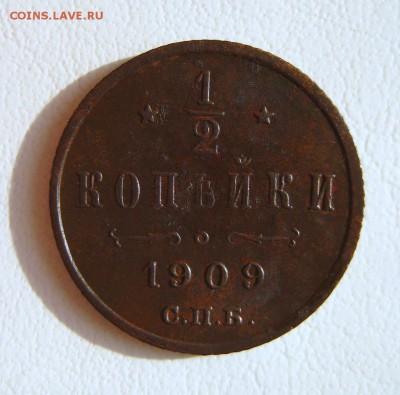 COINS.LAVE.RU
1/2
КОПѢЙКИ
1909
С.П.Б.